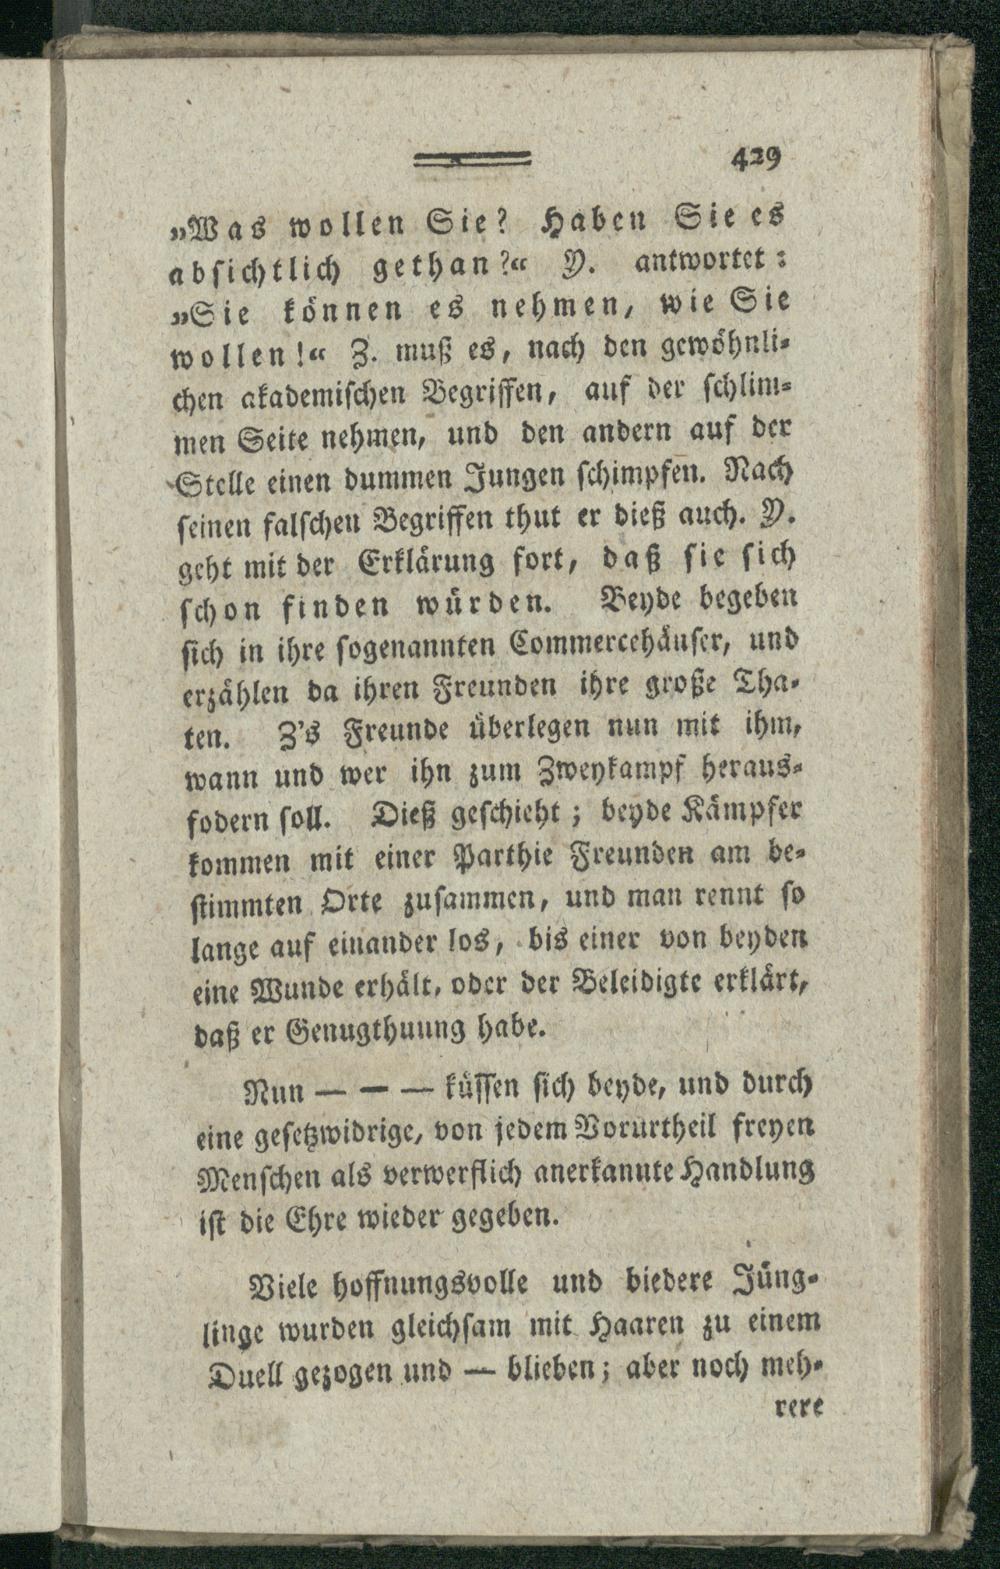 429
„Was wollen Sie? Haben Sie es
absichtlich gethan?“ Y. antwortet:
„Sie können es nehmen, wie Sie
wollen!“ Z. muß es, nach den gewöhnli-
chen akademischen Begriffen, auf der schlim-
men Seite nehmen, und den andern auf der
Stelle einen dummen Jungen schimpfen. Nach
seinen falschen Begriffen thut er dieß auch. Y.
geht mit der Erklärung fort, daß sie sich
schon finden würden. Beyde begeben
sich in ihre sogenannten Commercehäuser, und
erzählen da ihren Freunden ihre große Tha-
ten. Z's Freunde überlegen nun mit ihm,
wann und wer ihn zum Zweykampf heraus-
fodern soll. Dieß geschieht; beyde Kämpfer
kommen mit einer Parthie Freunden am be-
stimmten Orte zusammen, und man rennt so
lange auf einander los, bis einer von beyden
eine Wunde erhält, oder der Beleidigte erklärt,
daß er Genugthuung habe.
Nun — — — küssen sich beyde, und durch
eine gesetzwidrige, von jedem Vorurtheil freyen
Menschen als verwerflich anerkannte Handlung
ist die Ehre wieder gegeben.
Viele hoffnungsvolle und biedere Jüng-
linge wurden gleichsam mit Haaren zu einem
Duell gezogen und — blieben; aber noch meh-
rere